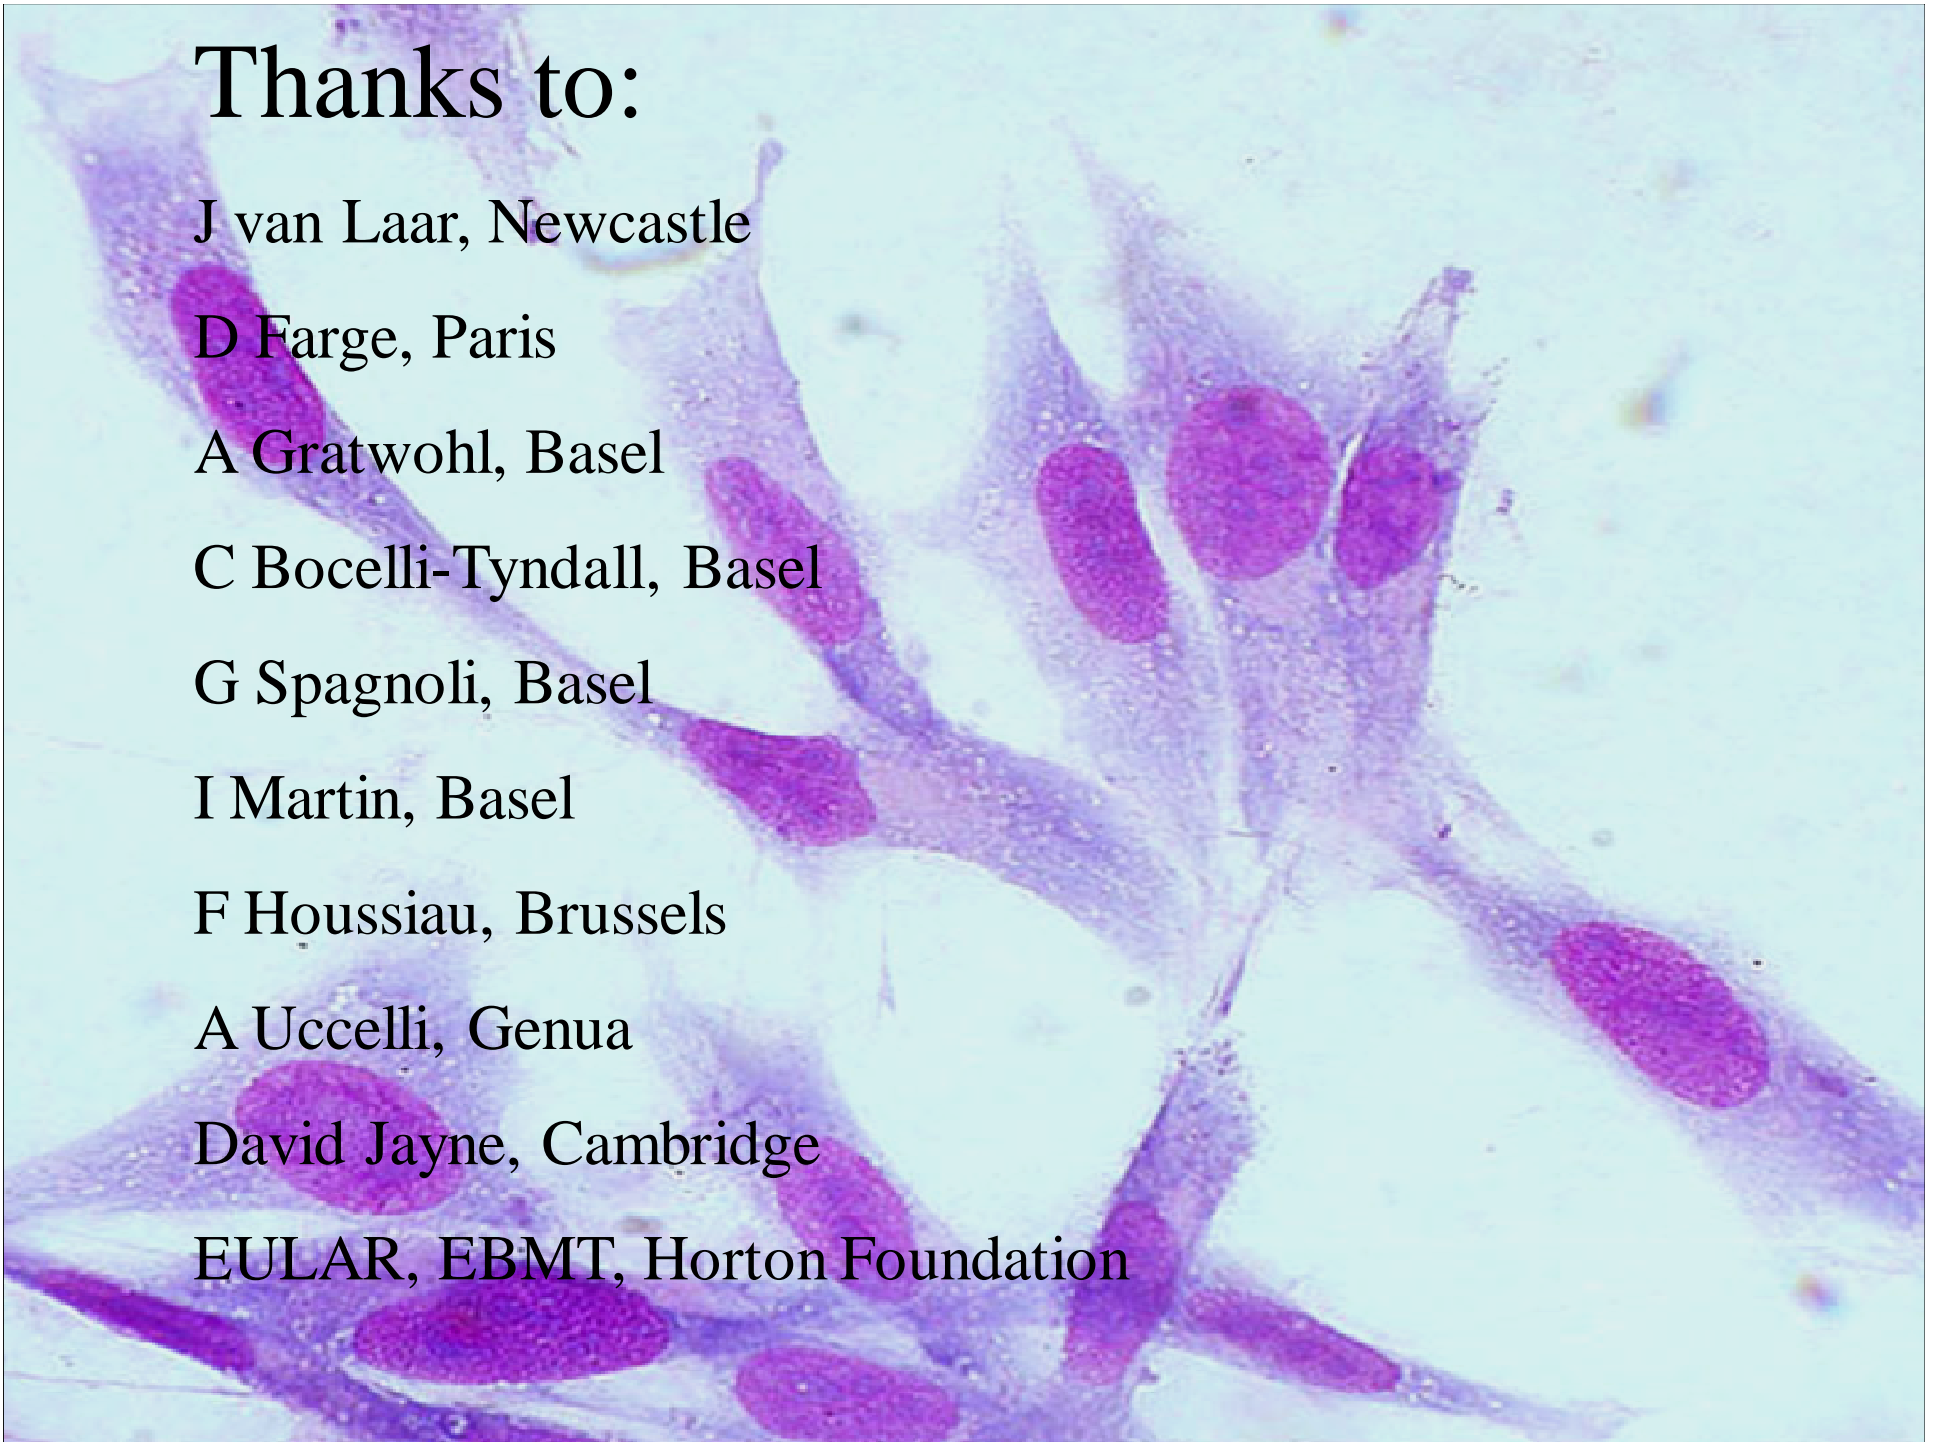 Thanks to:
J van Laar, Newcastle
D Farge, Paris
A Gratwohl, Basel
C Bocelli-Tyndall, Basel
G Spagnoli, Basel
I Martin, Basel
F Houssiau, Brussels
A Uccelli, Genua
David Jayne, Cambridge
EULAR, EBMT, Horton Foundation